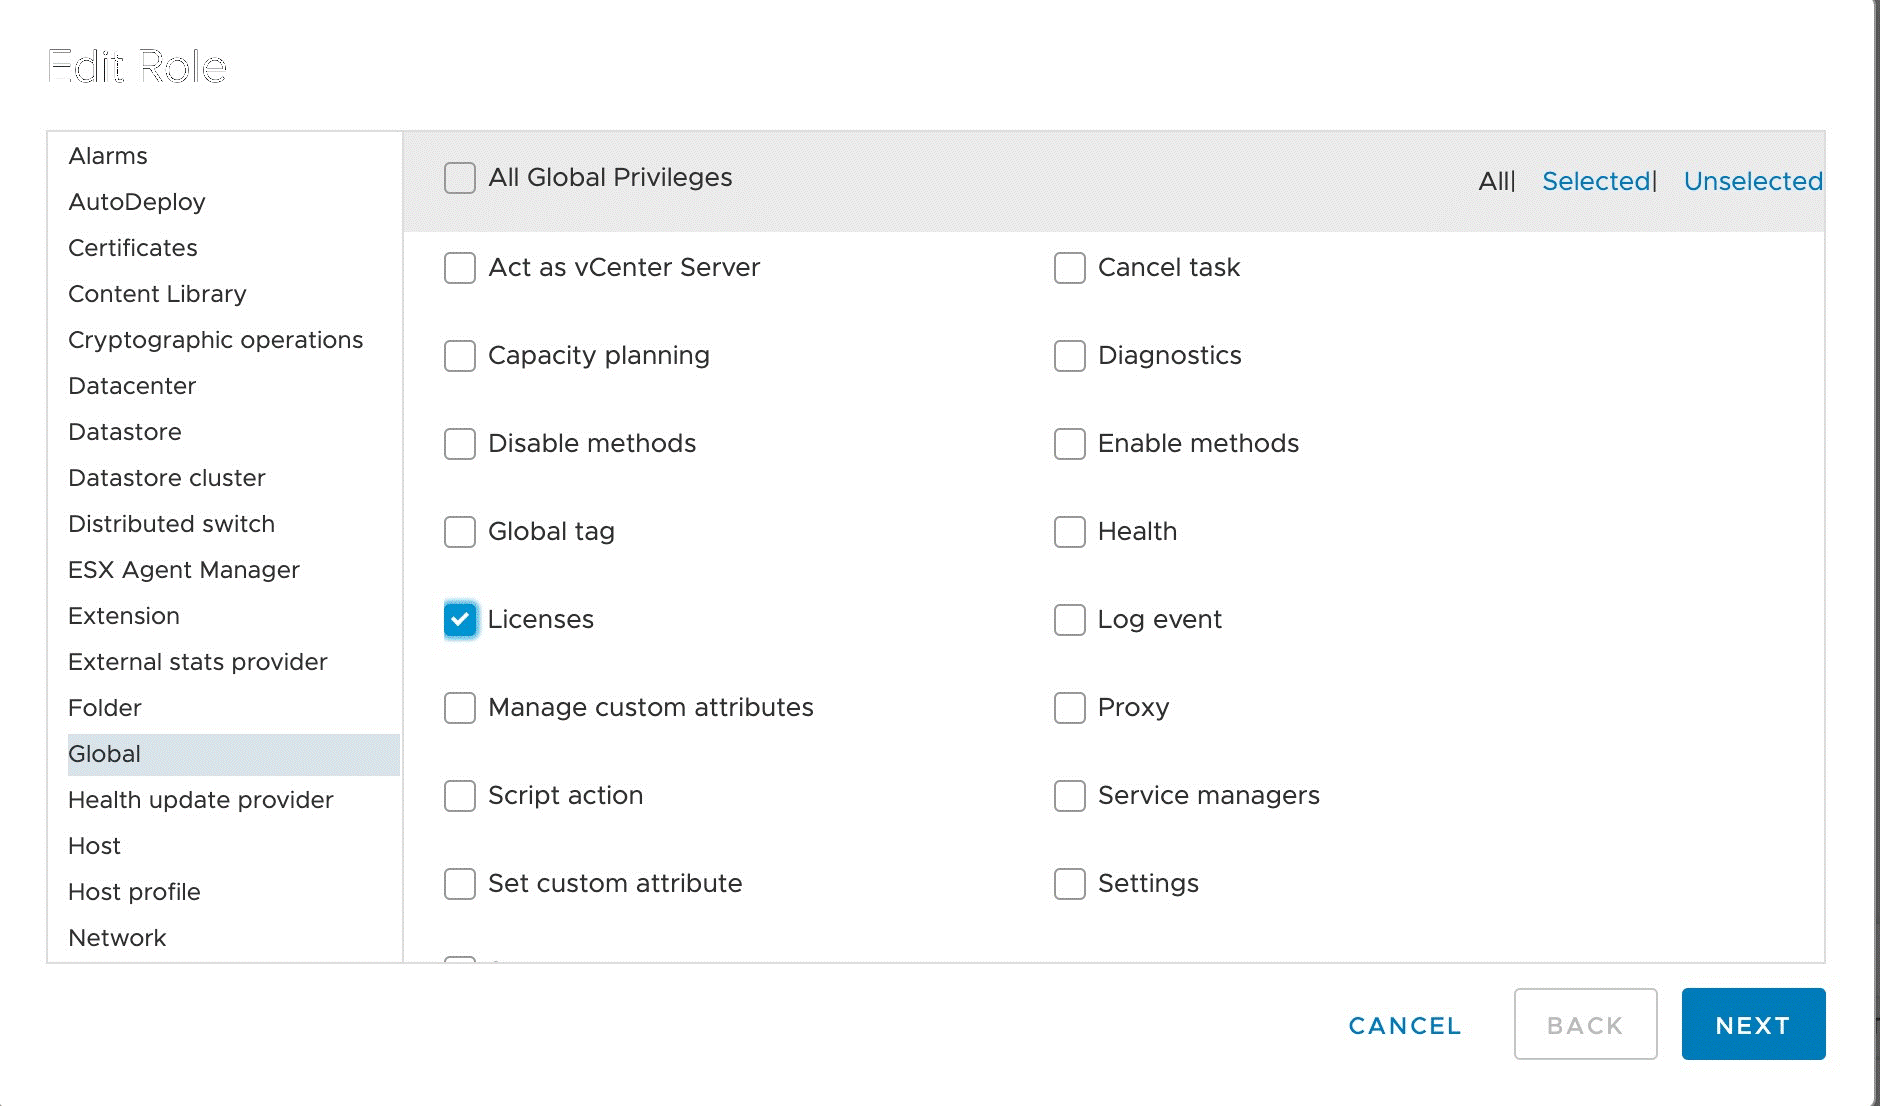 Edit Role
Alarms
AutoDeploy
Certificates
Content Library
Cryptographic operations
Datacenter
Datastore
Datastore cluster
Distributed switch
ESX Agent Manager
Extension
External stats provider
Folder
Global
Health update provider
Host
Host profile
Network
All Global Privileges
All| Selected| Unselected
Act as vCenter Server
Cancel task
Capacity planning
Diagnostics
Disable methods
Enable methods
Global tag
Health
Licenses
Log event
Manage custom attributes
Proxy
Script action
Service managers
Set custom attribute
Settings
CANCEL
BACK
NEXT